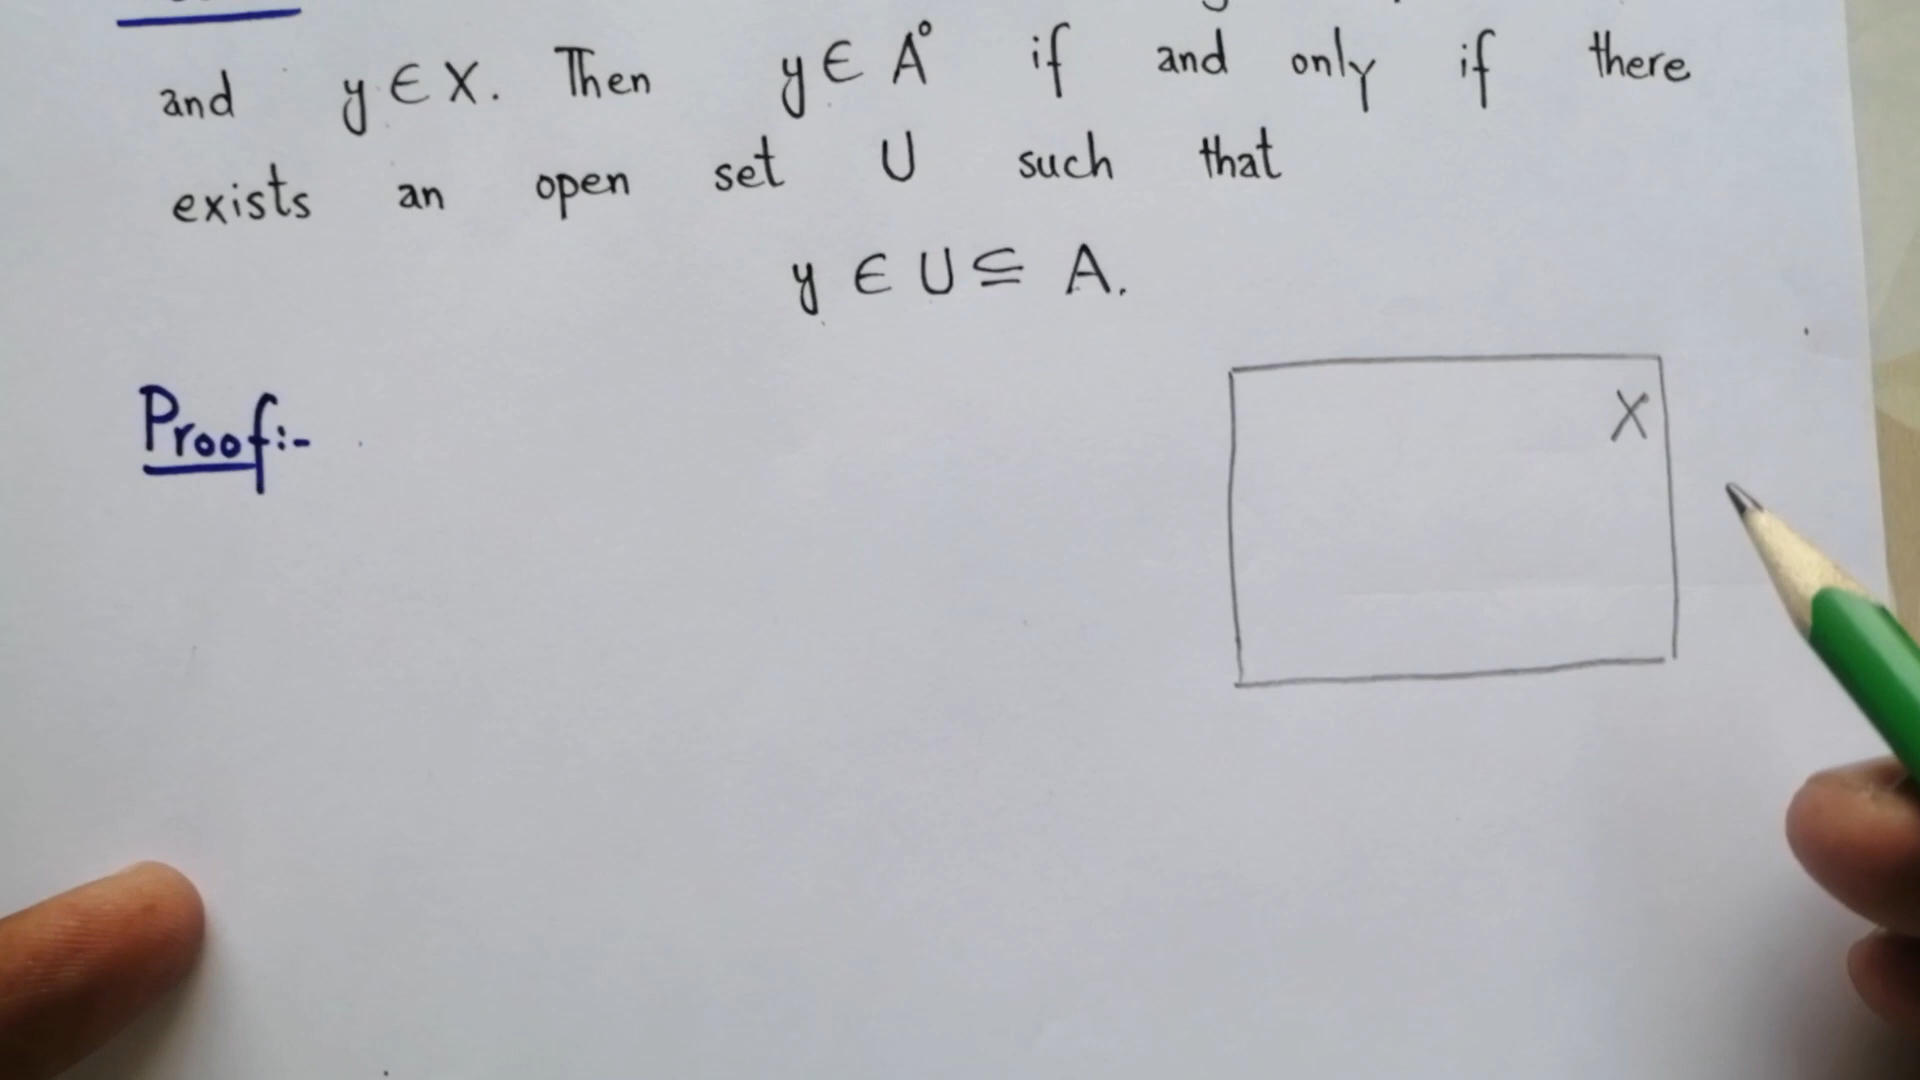 and y ∈ X. Then y ∈ A° if and only if there
exists an open set U such that
y ∈ U ⊆ A.
Proof:-
X